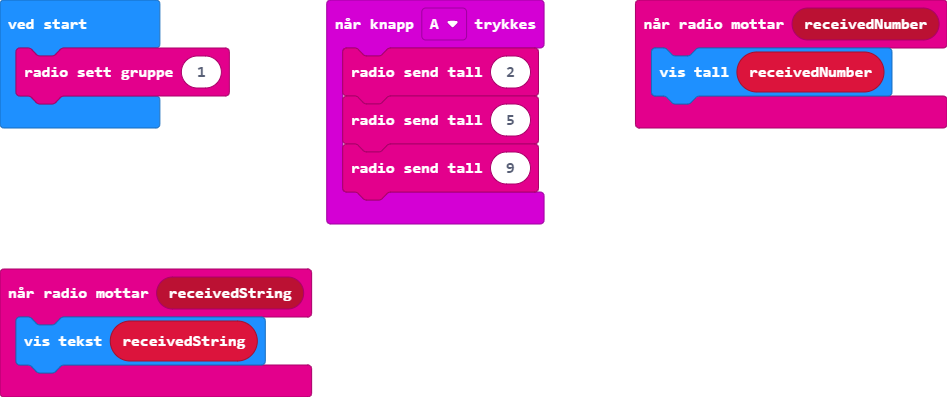 ved start
radio sett gruppe 1
når knapp A trykkes
radio send tall 2
radio send tall 5
radio send tall 9
når radio mottar receivedNumber
vis tall receivedNumber
når radio mottar receivedString
vis tekst receivedString